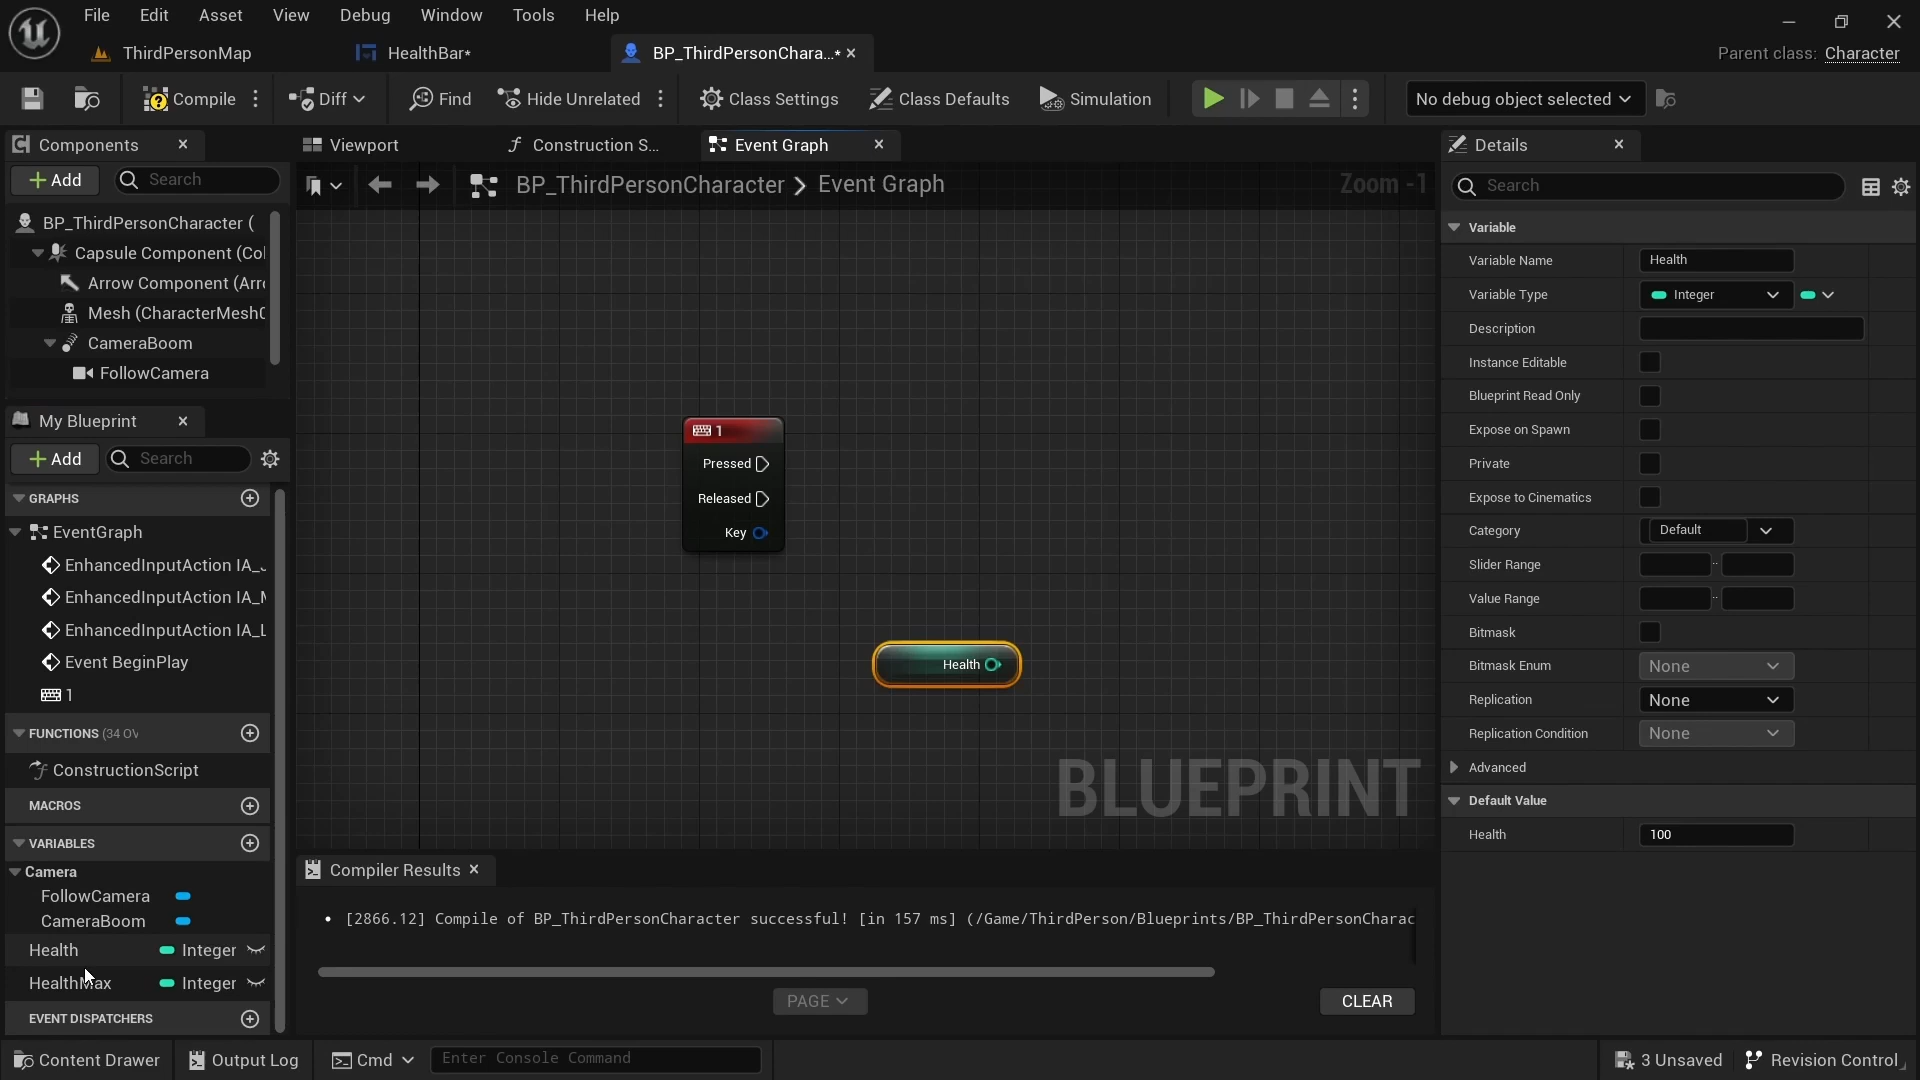 File Edit Asset View Debug Window Tools Help
ThirdPersonMap HealthBar* BP_ThirdPersonChara...*
Parent class: Character
Compile Diff Find Hide Unrelated Class Settings Class Defaults Simulation No debug object selected
Components
Add Search
BP_ThirdPersonCharacter (
Capsule Component (Col
Arrow Component (Arro
Mesh (CharacterMesh0
CameraBoom
FollowCamera
My Blueprint
Add Search
GRAPHS
EventGraph
EnhancedInputAction IA_J
EnhancedInputAction IA_M
EnhancedInputAction IA_L
Event BeginPlay
1
FUNCTIONS (34 OV
ConstructionScript
MACROS
VARIABLES
Camera
FollowCamera
CameraBoom
Health Integer
HealthMax Integer
EVENT DISPATCHERS
Viewport Construction S... Event Graph
BP_ThirdPersonCharacter > Event Graph
Zoom -1
1
Pressed
Released
Key
Health
BLUEPRINT
Compiler Results
• [2866.12] Compile of BP_ThirdPersonCharacter successful! [in 157 ms] (/Game/ThirdPerson/Blueprints/BP_ThirdPersonCharac
PAGE CLEAR
Details
Search
Variable
Variable Name Health
Variable Type Integer
Description
Instance Editable
Blueprint Read Only
Expose on Spawn
Private
Expose to Cinematics
Category Default
Slider Range
Value Range
Bitmask
Bitmask Enum None
Replication None
Replication Condition None
Advanced
Default Value
Health 100
Content Drawer Output Log Cmd Enter Console Command 3 Unsaved Revision Control